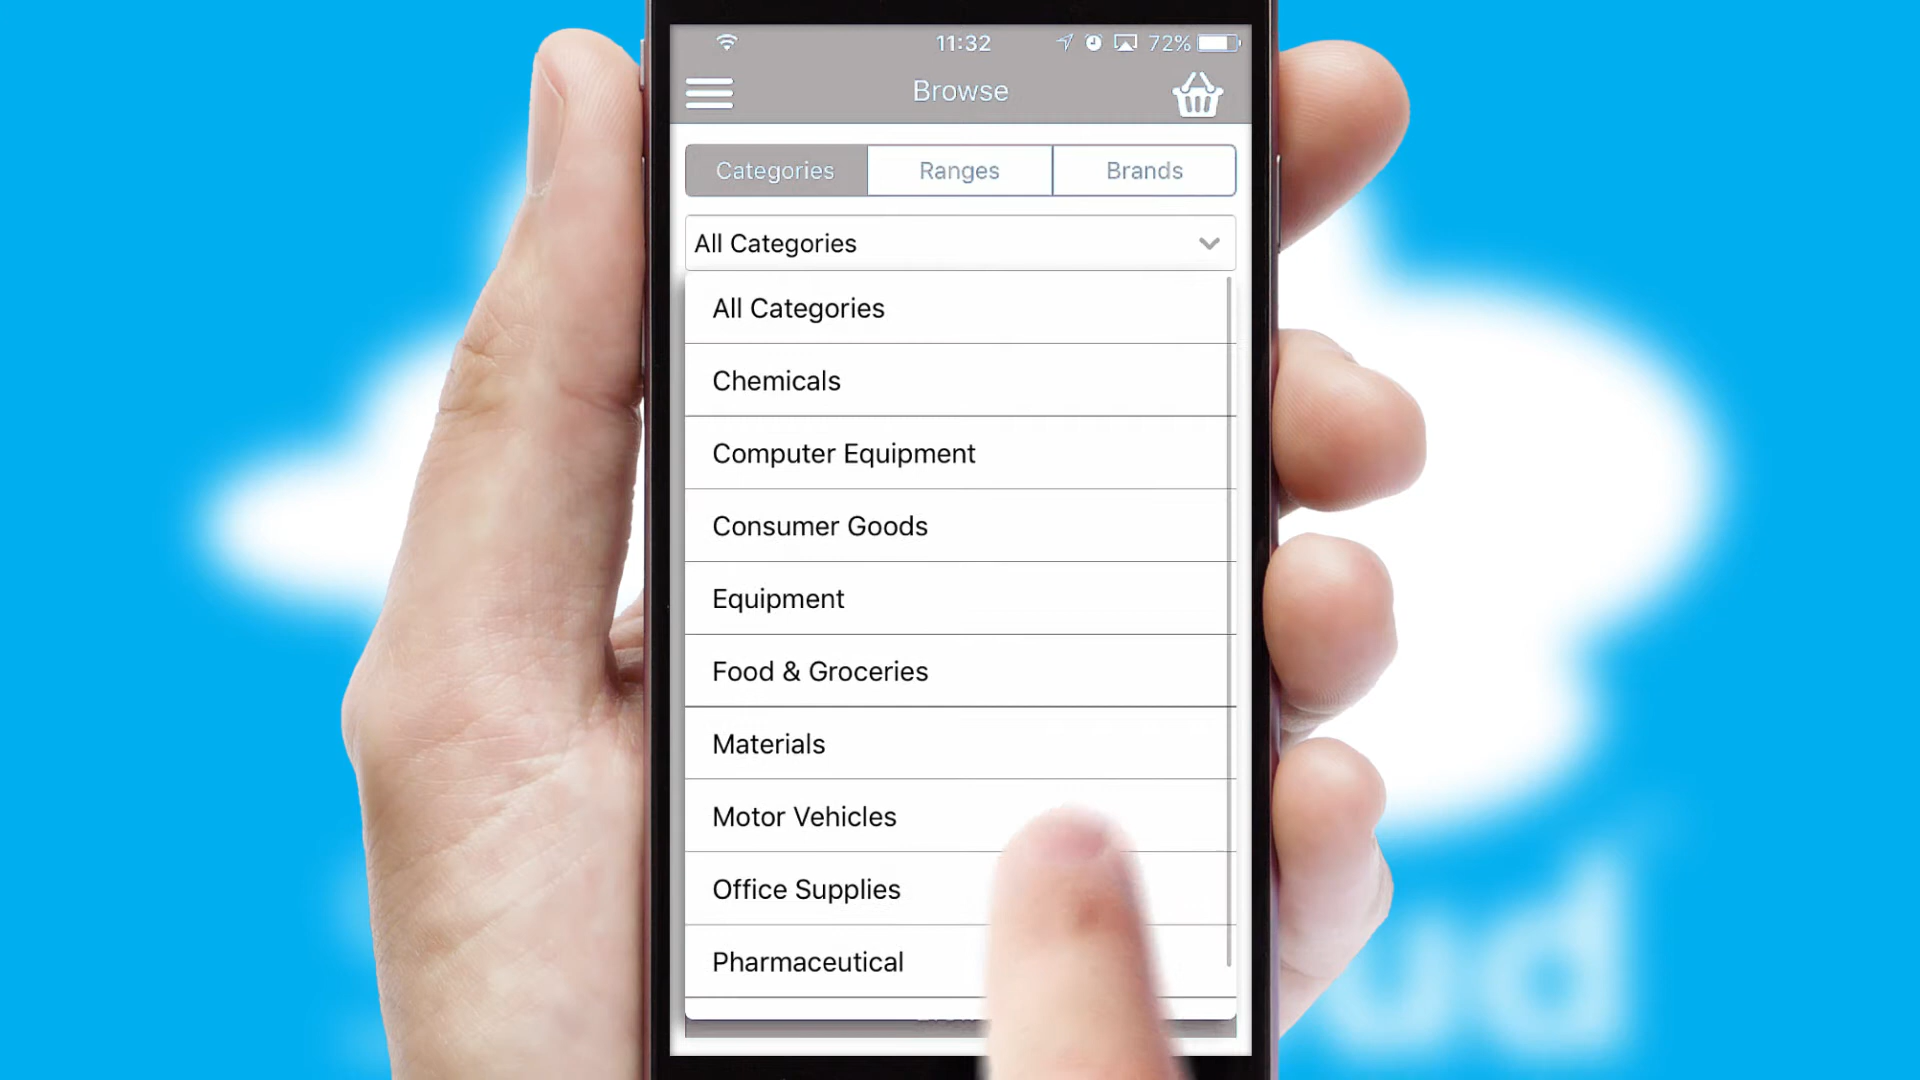 11:32
72%
Browse
Categories
Ranges
Brands
All Categories
All Categories
Chemicals
Computer Equipment
Consumer Goods
Equipment
Food & Groceries
Materials
Motor Vehicles
Office Supplies
Pharmaceutical